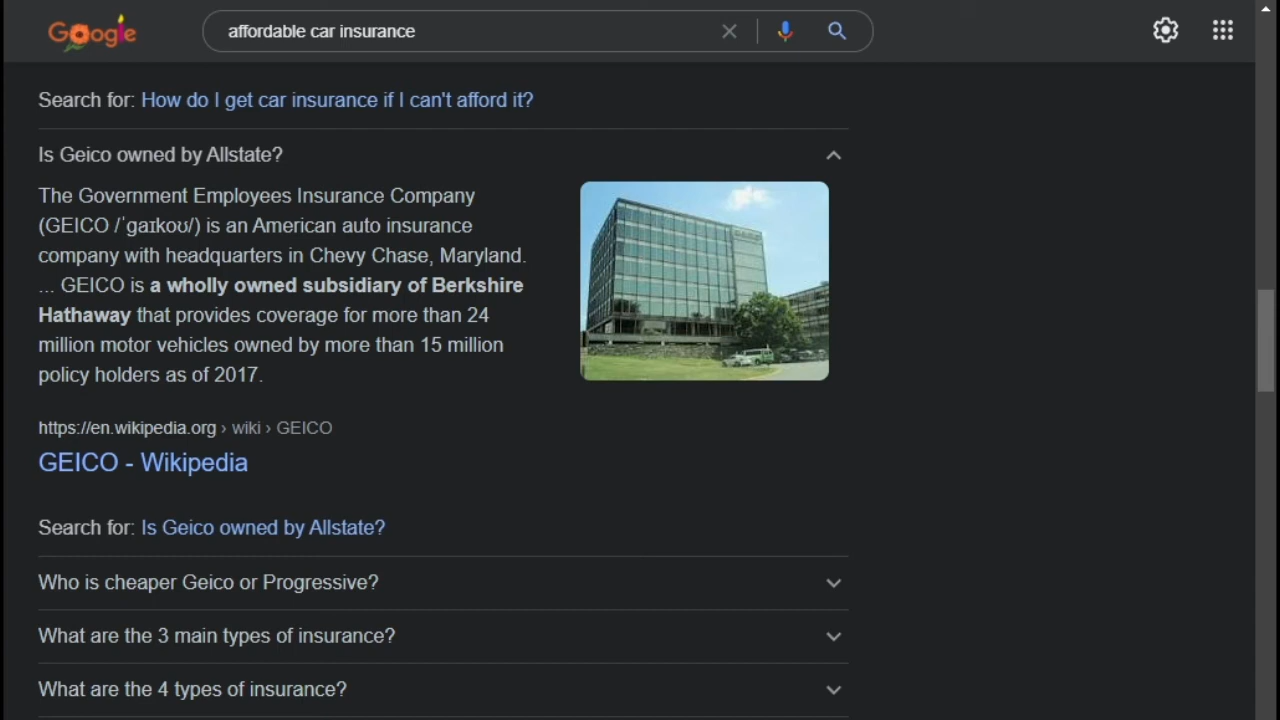 Google
affordable car insurance
Search for: How do I get car insurance if I can't afford it?
Is Geico owned by Allstate?
The Government Employees Insurance Company
(GEICO /ˈɡaɪkoʊ/) is an American auto insurance
company with headquarters in Chevy Chase, Maryland.
... GEICO is a wholly owned subsidiary of Berkshire
Hathaway that provides coverage for more than 24
million motor vehicles owned by more than 15 million
policy holders as of 2017.
https://en.wikipedia.org › wiki › GEICO
GEICO - Wikipedia
Search for: Is Geico owned by Allstate?
Who is cheaper Geico or Progressive?
What are the 3 main types of insurance?
What are the 4 types of insurance?